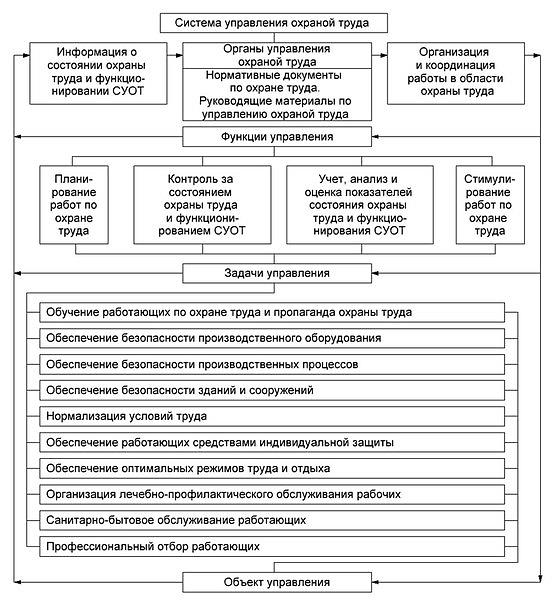 Система управления охраной труда
Информация о
состоянии охраны
труда и функцио-
нировании СУОТ
Органы управления
охраной труда
Нормативные документы
по охране труда.
Руководящие материалы по
управлению охраной труда
Организация
и координация
работы в области
охраны труда
Функции управления
Плани-
рование
работ по
охране
труда
Контроль за
состоянием
охраны труда
и функциони-
рованием СУОТ
Учет, анализ и
оценка показателей
состояния охраны
труда и функцио-
нирования СУОТ
Стимули-
рование
работ по
охране
труда
Задачи управления
Обучение работающих по охране труда и пропаганда охраны труда
Обеспечение безопасности производственного оборудования
Обеспечение безопасности производственных процессов
Обеспечение безопасности зданий и сооружений
Нормализация условий труда
Обеспечение работающих средствами индивидуальной защиты
Обеспечение оптимальных режимов труда и отдыха
Организация лечебно-профилактического обслуживания рабочих
Санитарно-бытовое обслуживание работающих
Профессиональный отбор работающих
Объект управления